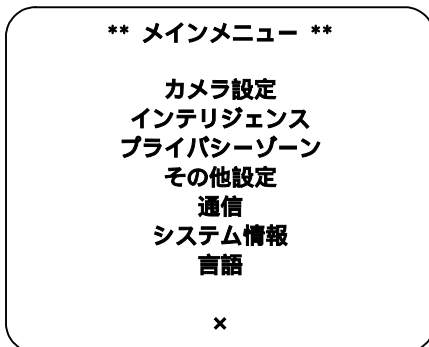 ** メインメニュー **
カメラ設定
インテリジェンス
プライバシーゾーン
その他設定
通信
システム情報
言語
×